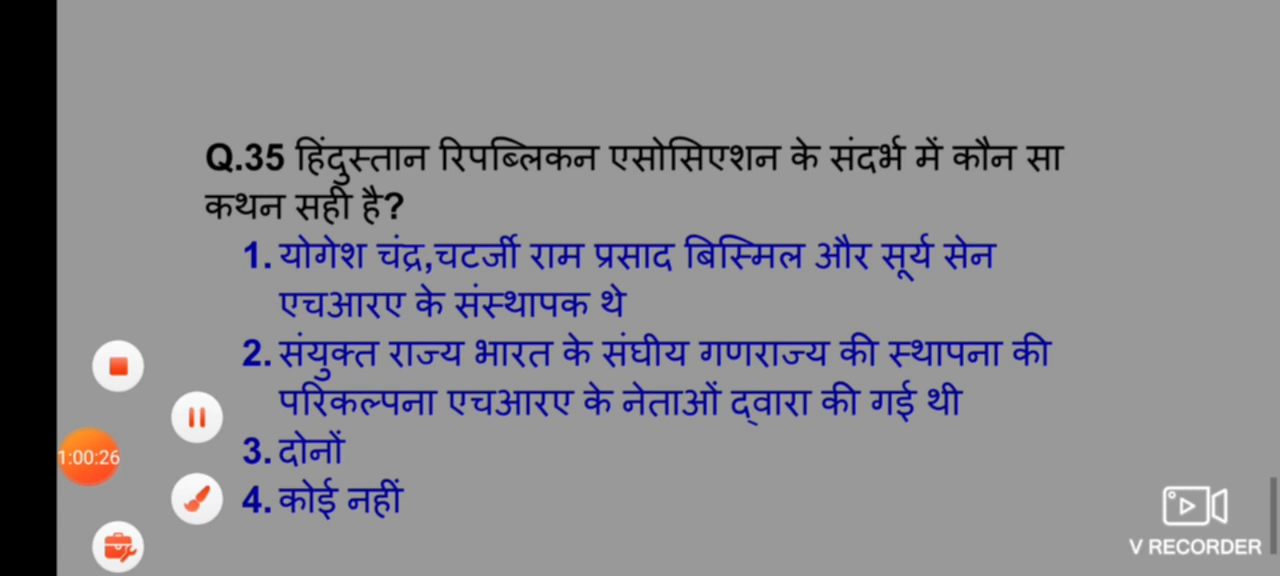 Q.35 हिंदुस्तान रिपब्लिकन एसोसिएशन के संदर्भ में कौन सा
कथन सही है?
1. योगेश चंद्र,चटर्जी राम प्रसाद बिस्मिल और सूर्य सेन
एचआरए के संस्थापक थे
2. संयुक्त राज्य भारत के संघीय गणराज्य की स्थापना की
परिकल्पना एचआरए के नेताओं द्वारा की गई थी
3. दोनों
4. कोई नहीं
1:00:26
V RECORDER